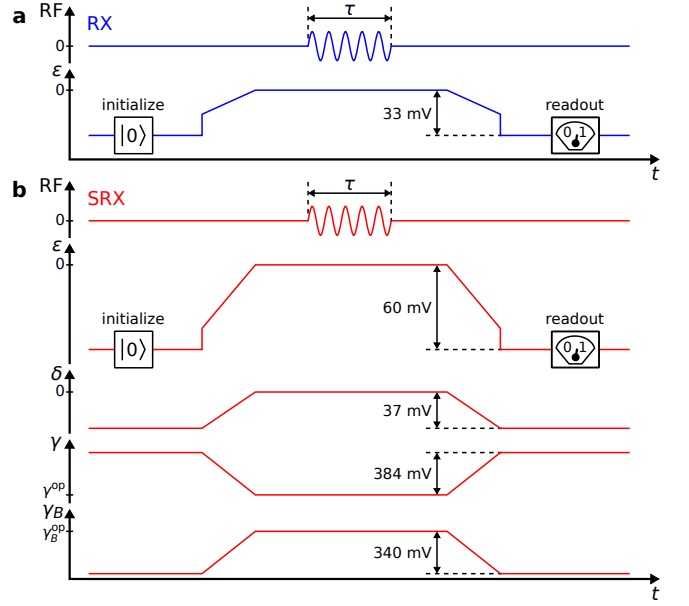 a
RF
RX
τ
0
ε
0
initialize
|0⟩
33 mV
readout
0 1
t
b
RF
SRX
τ
0
ε
0
initialize
|0⟩
60 mV
readout
0 1
δ
0
37 mV
γ
384 mV
γᵒᵖ
γ_B
γ_B^op
340 mV
t